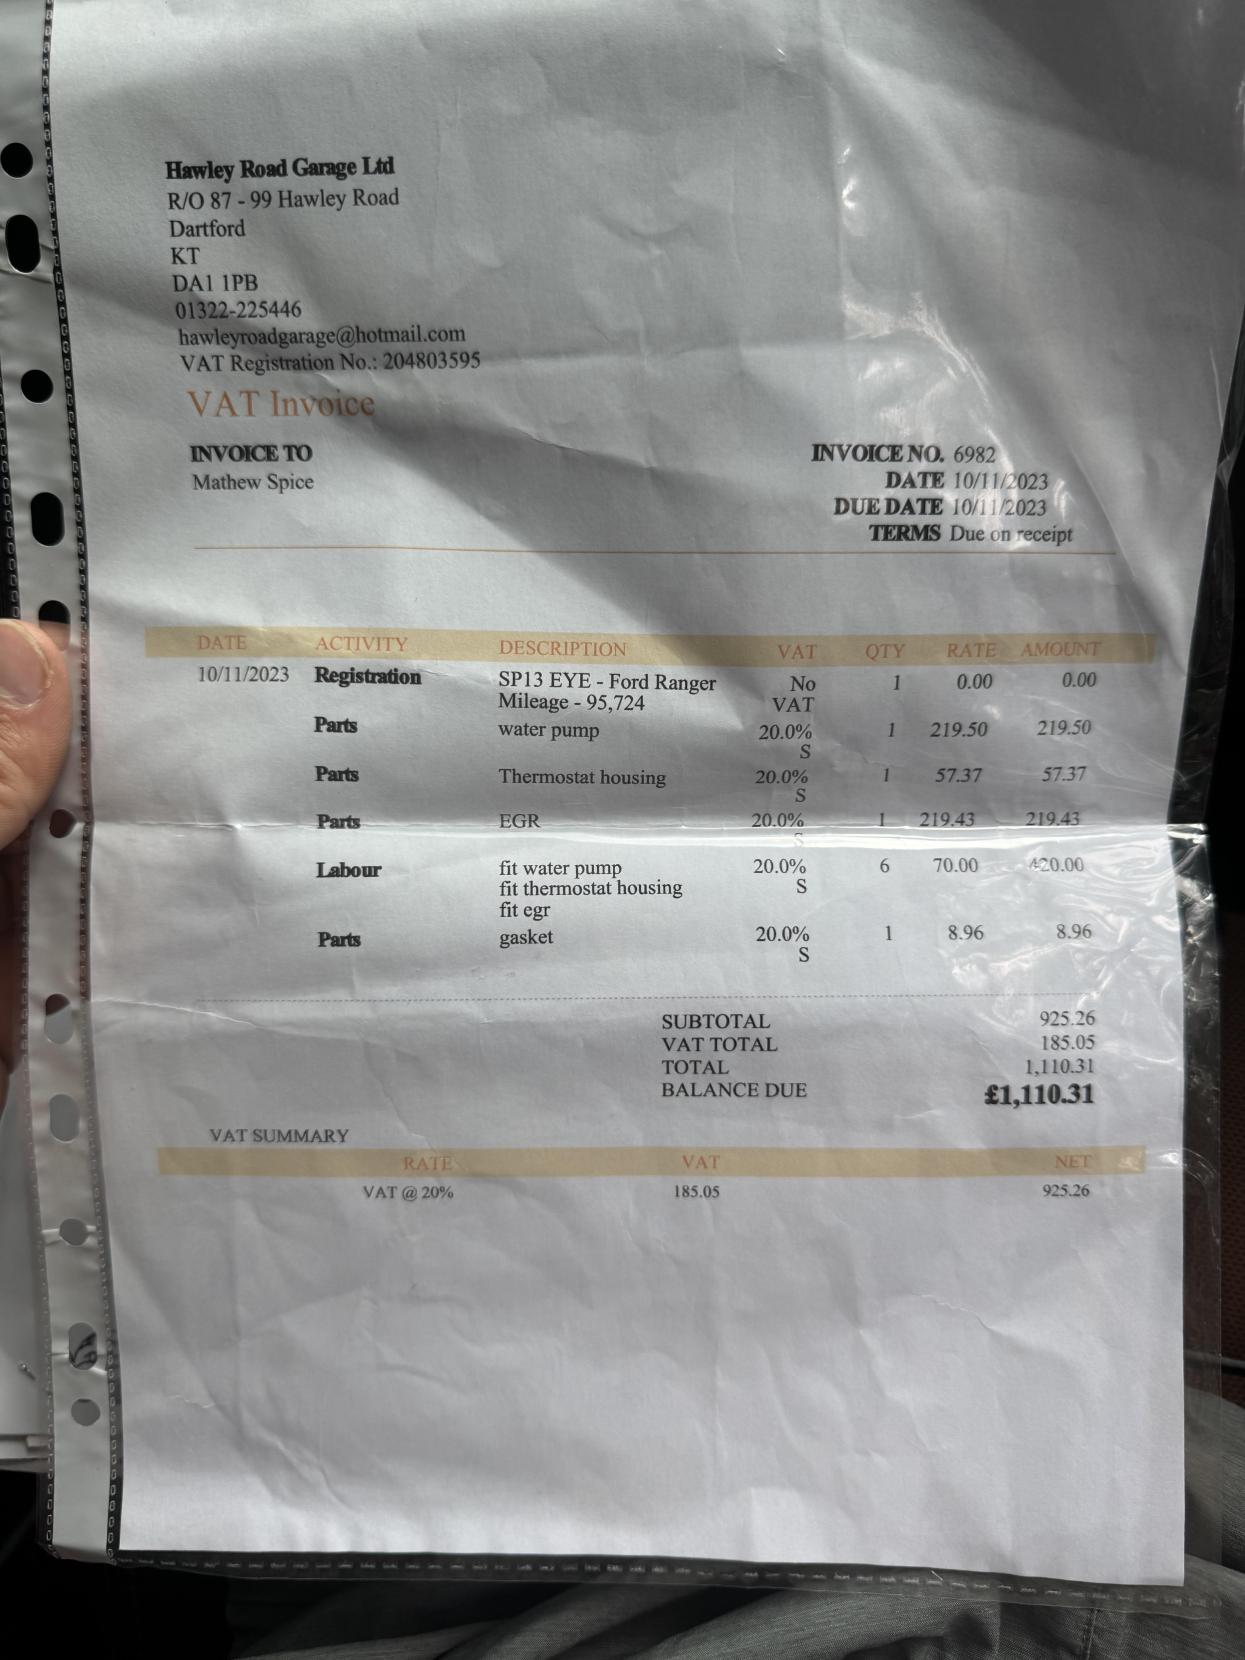 Hawley Road Garage Ltd
R/O 87 - 99 Hawley Road
Dartford
KT
DA1 1PB
01322-225446
hawleyroadgarage@hotmail.com
VAT Registration No.: 204803595
VAT Invoice
INVOICE TO
Mathew Spice
INVOICE NO. 6982
DATE 10/11/2023
DUE DATE 10/11/2023
TERMS Due on receipt
DATE ACTIVITY DESCRIPTION VAT QTY RATE AMOUNT
10/11/2023 Registration SP13 EYE - Ford Ranger No 1 0.00 0.00
Mileage - 95,724 VAT
Parts water pump 20.0% 1 219.50 219.50
S
Parts Thermostat housing 20.0% 1 57.37 57.37
S
Parts EGR 20.0% 1 219.43 219.43
S
Labour fit water pump 20.0% 6 70.00 420.00
fit thermostat housing S
fit egr
Parts gasket 20.0% 1 8.96 8.96
S
SUBTOTAL 925.26
VAT TOTAL 185.05
TOTAL 1,110.31
BALANCE DUE £1,110.31
VAT SUMMARY
RATE VAT NET
VAT @ 20% 185.05 925.26